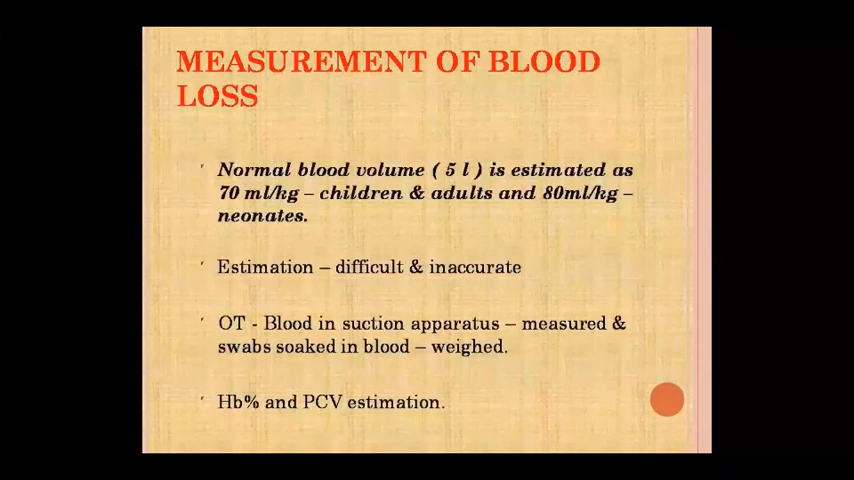 MEASUREMENT OF BLOOD
LOSS
Normal blood volume ( 5 l ) is estimated as
70 ml/kg – children & adults and 80ml/kg –
neonates.
Estimation – difficult & inaccurate
OT - Blood in suction apparatus – measured &
swabs soaked in blood – weighed.
Hb% and PCV estimation.